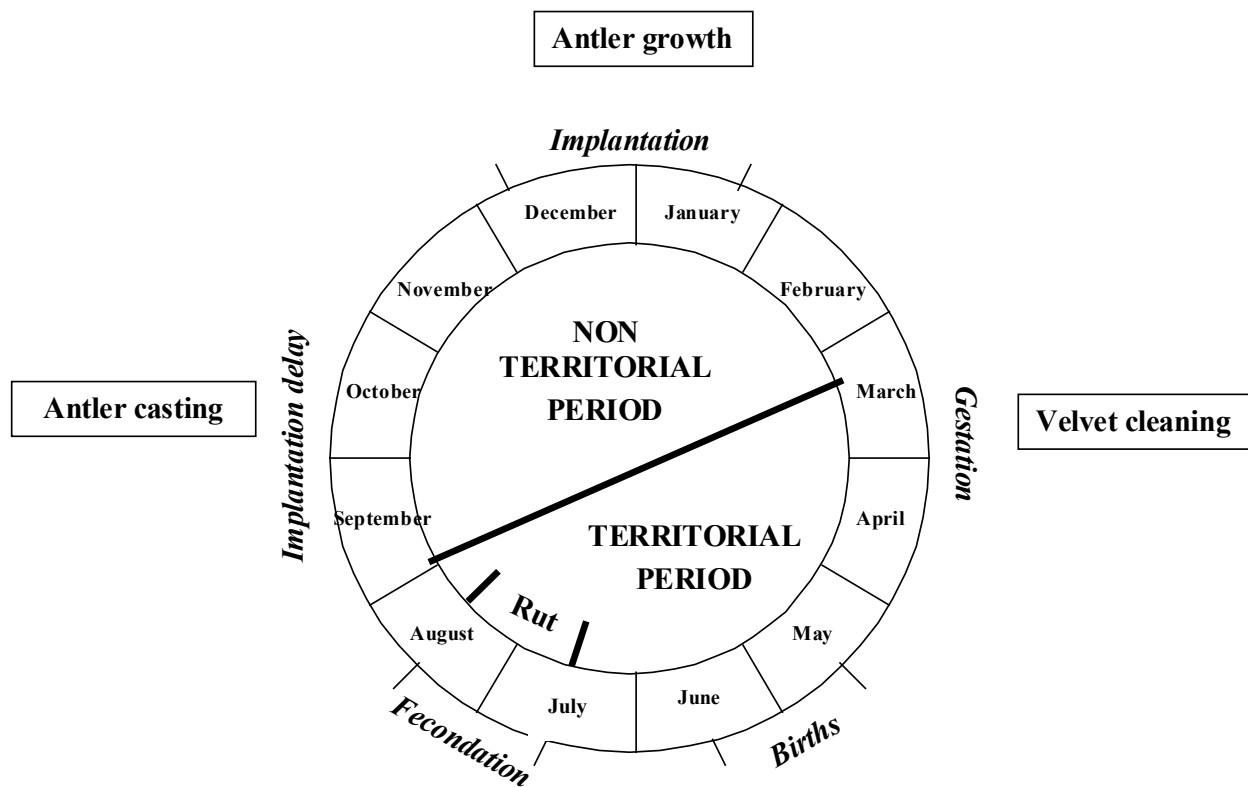 Antler growth
Implantation
December
January
November
February
NON
TERRITORIAL
PERIOD
October
March
Antler casting
Implantation delay
Gestation
Velvet cleaning
September
April
TERRITORIAL
PERIOD
Rut
August
May
July
June
Fecondation
Births